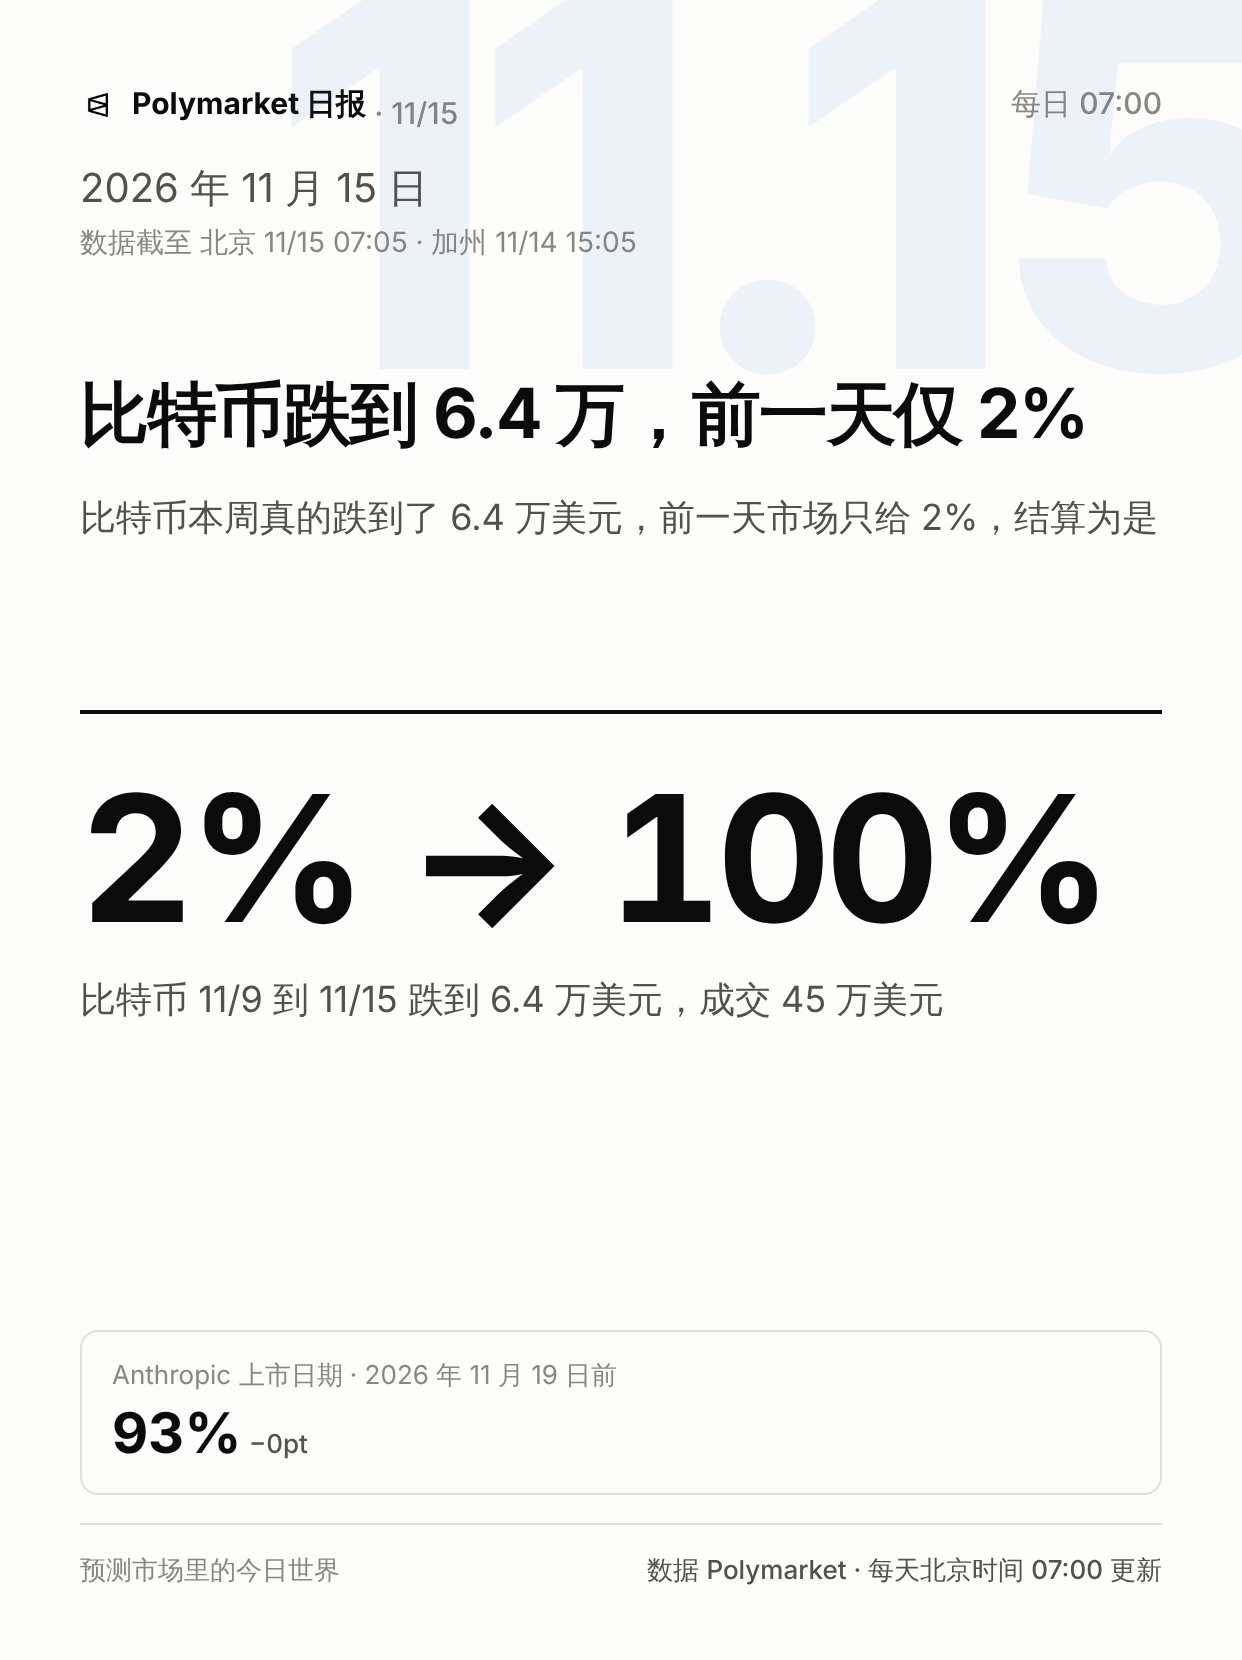 11.15
Polymarket 日报 · 11/15
每日 07:00
2026 年 11 月 15 日
数据截至 北京 11/15 07:05 · 加州 11/14 15:05
比特币跌到 6.4 万，前一天仅 2%
比特币本周真的跌到了 6.4 万美元，前一天市场只给 2%，结算为是
2% → 100%
比特币 11/9 到 11/15 跌到 6.4 万美元，成交 45 万美元
Anthropic 上市日期 · 2026 年 11 月 19 日前
93% −0pt
预测市场里的今日世界
数据 Polymarket · 每天北京时间 07:00 更新